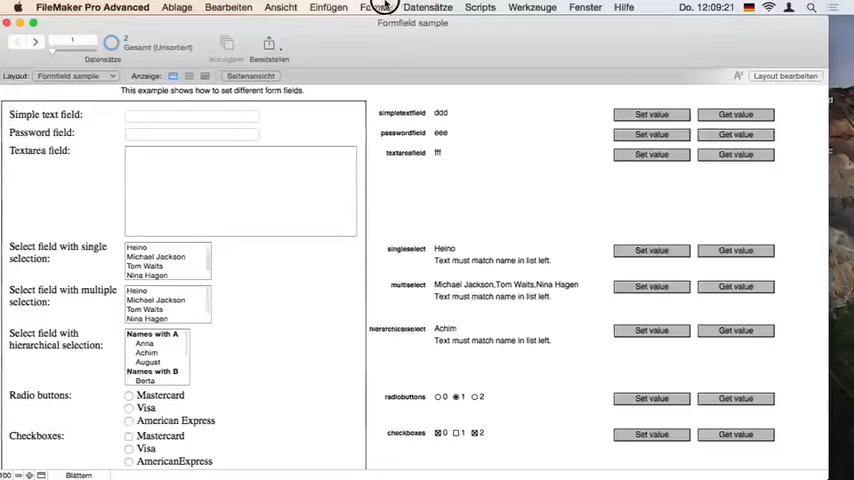 FileMaker Pro Advanced Ablage Bearbeiten Ansicht Einfügen Datensätze Scripts Werkzeuge Fenster Hilfe Do. 12:09:21
Formfield sample
1
2
Gesamt (Unsortiert)
Datensätze
Bereitstellen
Layout: Formfield sample Anzeige: Seitenansicht Layout bearbeiten
This example shows how to set different form fields.
Simple text field: simpletextfield ddd Set value Get value
Password field: passwordfield eee Set value Get value
Textarea field: textareafield fff Set value Get value
Select field with single selection:
Heino
Michael Jackson
Tom Waits
Nina Hagen
singleselect Heino Set value Get value
Text must match name in list left.
Select field with multiple selection:
Heino
Michael Jackson
Tom Waits
Nina Hagen
multiselect Michael Jackson,Tom Waits,Nina Hagen Set value Get value
Text must match name in list left.
Select field with hierarchical selection:
Names with A
Anna
Achim
August
Names with B
Berta
hierarchicalselect Achim Set value Get value
Text must match name in list left.
Radio buttons:
Mastercard
Visa
American Express
radiobuttons 0 1 2 Set value Get value
Checkboxes:
Mastercard
Visa
AmericanExpress
checkboxes 0 1 2 Set value Get value
100 Blättern